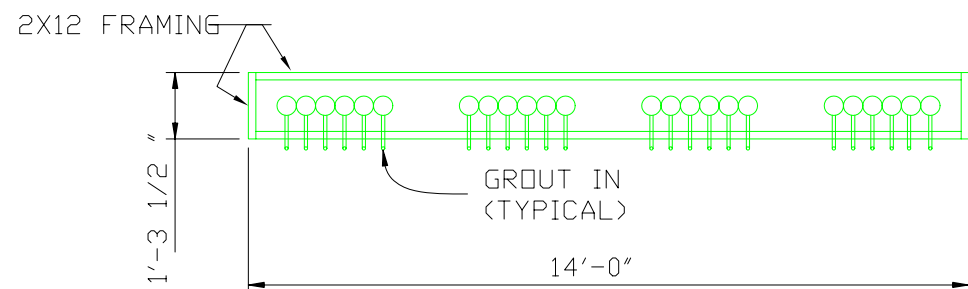 2X12 FRAMING
1'-3 1/2 "
GROUT IN
(TYPICAL)
14'-0"